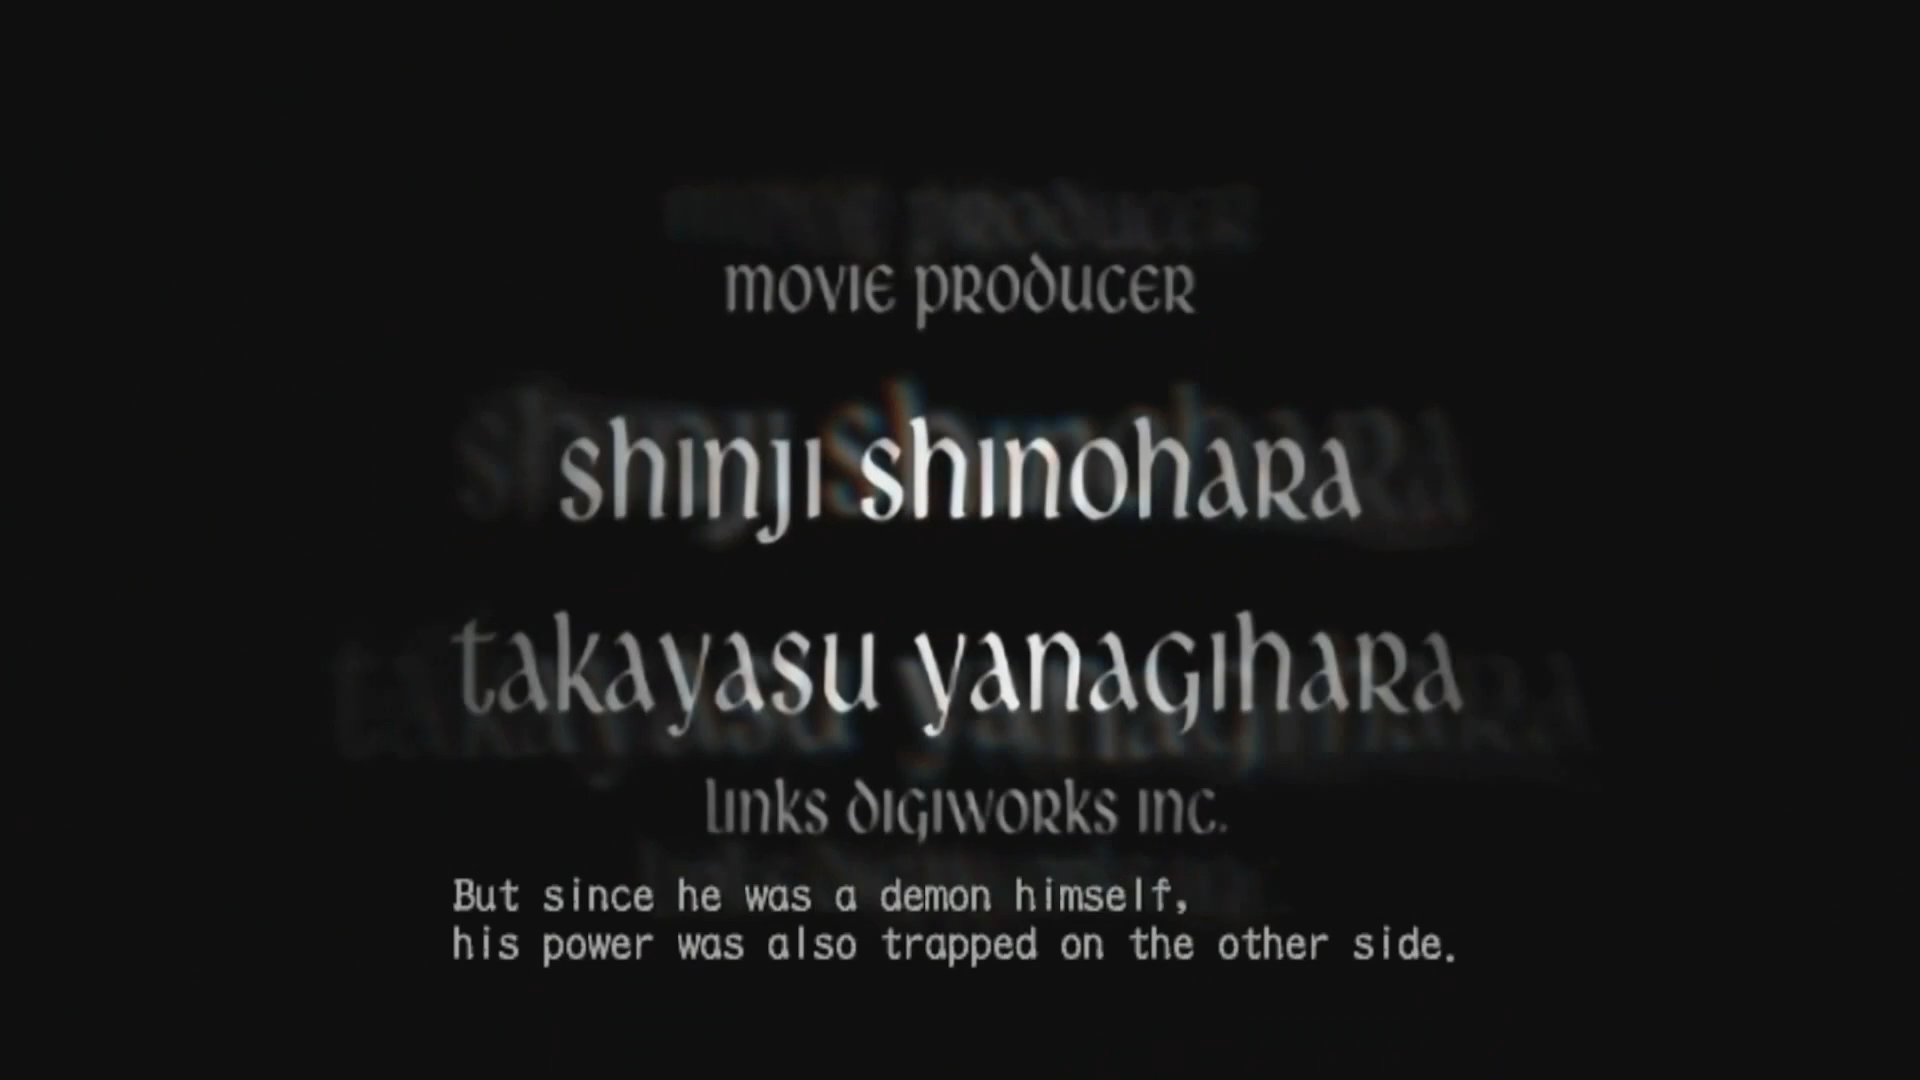 movie producer
shinji shinohara
takayasu yanagihara
links digiworks inc.
But since he was a demon himself,
his power was also trapped on the other side.